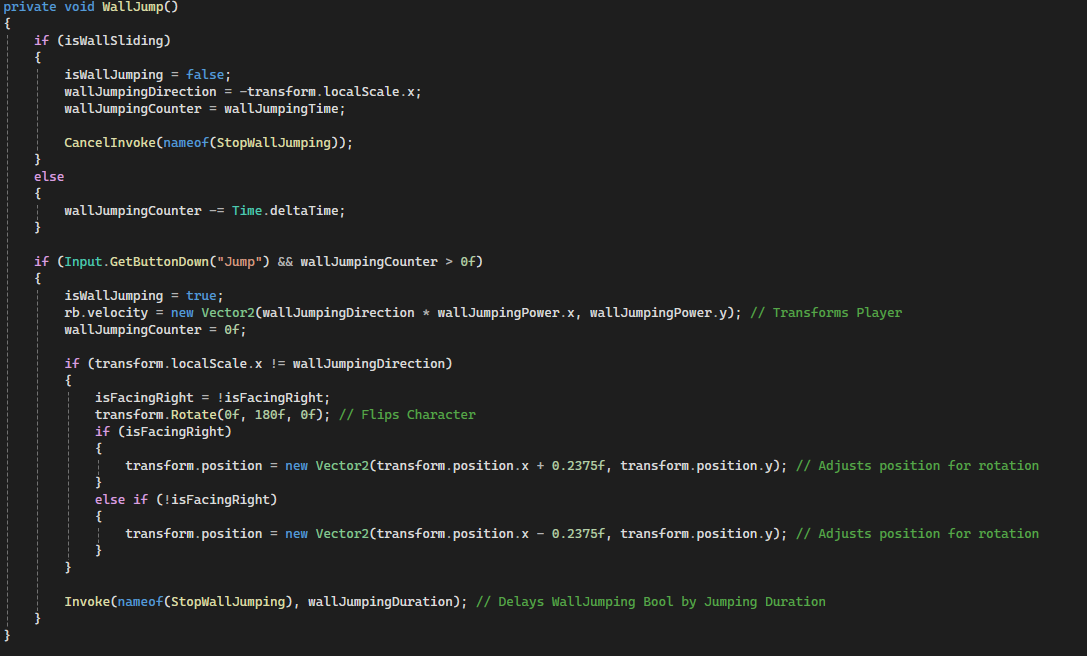 private void WallJump()
{
    if (isWallSliding)
    {
        isWallJumping = false;
        wallJumpingDirection = -transform.localScale.x;
        wallJumpingCounter = wallJumpingTime;

        CancelInvoke(nameof(StopWallJumping));
    }
    else
    {
        wallJumpingCounter -= Time.deltaTime;
    }

    if (Input.GetButtonDown("Jump") && wallJumpingCounter > 0f)
    {
        isWallJumping = true;
        rb.velocity = new Vector2(wallJumpingDirection * wallJumpingPower.x, wallJumpingPower.y); // Transforms Player
        wallJumpingCounter = 0f;

        if (transform.localScale.x != wallJumpingDirection)
        {
            isFacingRight = !isFacingRight;
            transform.Rotate(0f, 180f, 0f); // Flips Character
            if (isFacingRight)
            {
                transform.position = new Vector2(transform.position.x + 0.2375f, transform.position.y); // Adjusts position for rotation
            }
            else if (!isFacingRight)
            {
                transform.position = new Vector2(transform.position.x - 0.2375f, transform.position.y); // Adjusts position for rotation
            }
        }

        Invoke(nameof(StopWallJumping), wallJumpingDuration); // Delays WallJumping Bool by Jumping Duration
    }
}